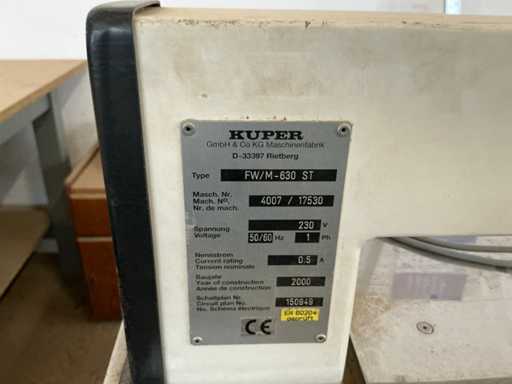 KUPER
GmbH & Co KG Maschinenfabrik
D-33397 Rietberg
Type FW/M-630 ST
Masch. Nr.
Mach. Nº. 4007 / 17530
Nr. de mach.
Spannung 230 V
Voltage 50/60 Hz 1 Ph
Nennstrom
Current rating 0.5 A
Tension nominale
Baujahr 2000
Year of construction
Année de construction
Schaltplan Nr.
Circuit plan No. 150949
No. Schéma électrique
CE
EN 60204
geprüft